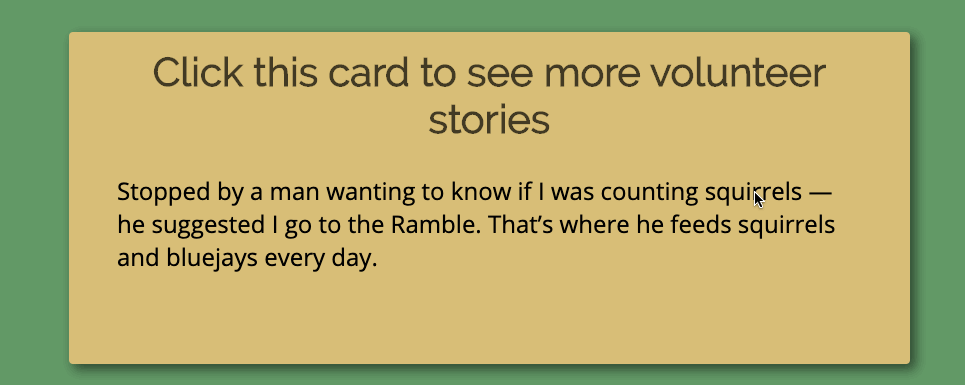 Click this card to see more volunteer
stories
Stopped by a man wanting to know if I was counting squirrels —
he suggested I go to the Ramble. That’s where he feeds squirrels
and bluejays every day.